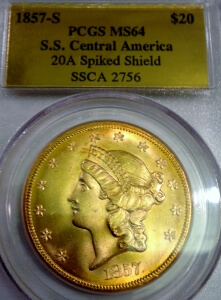 1857-S $20
PCGS MS64
S.S. Central America
20A Spiked Shield
SSCA 2756
1857